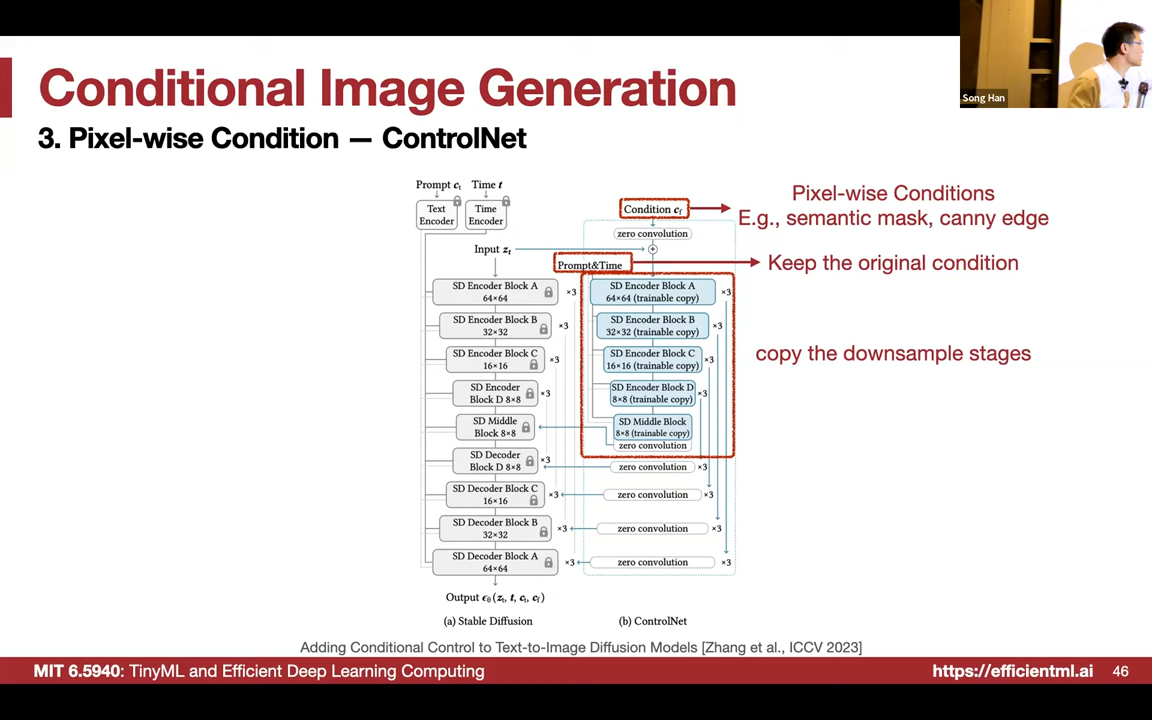 Song Han
Conditional Image Generation
3. Pixel-wise Condition — ControlNet
Prompt cₜ
Time t
Text
Encoder
Time
Encoder
Input zₜ
SD Encoder Block A
64×64
×3
SD Encoder Block B
32×32
×3
SD Encoder Block C
16×16
×3
SD Encoder
Block D 8×8
×3
SD Middle
Block 8×8
SD Decoder
Block D 8×8
×3
SD Decoder Block C
16×16
×3
SD Decoder Block B
32×32
×3
SD Decoder Block A
64×64
×3
Output ϵθ(zₜ, t, cₜ, c_f)
(a) Stable Diffusion
Condition c_f
zero convolution
+
Prompt&Time
SD Encoder Block A
64×64 (trainable copy)
×3
SD Encoder Block B
32×32 (trainable copy)
×3
SD Encoder Block C
16×16 (trainable copy)
×3
SD Encoder Block D
8×8 (trainable copy)
×3
SD Middle Block
8×8 (trainable copy)
zero convolution
zero convolution
×3
zero convolution
×3
zero convolution
×3
zero convolution
×3
(b) ControlNet
Pixel-wise Conditions
E.g., semantic mask, canny edge
Keep the original condition
copy the downsample stages
Adding Conditional Control to Text-to-Image Diffusion Models [Zhang et al., ICCV 2023]
MIT 6.5940: TinyML and Efficient Deep Learning Computing
https://efficientml.ai
46